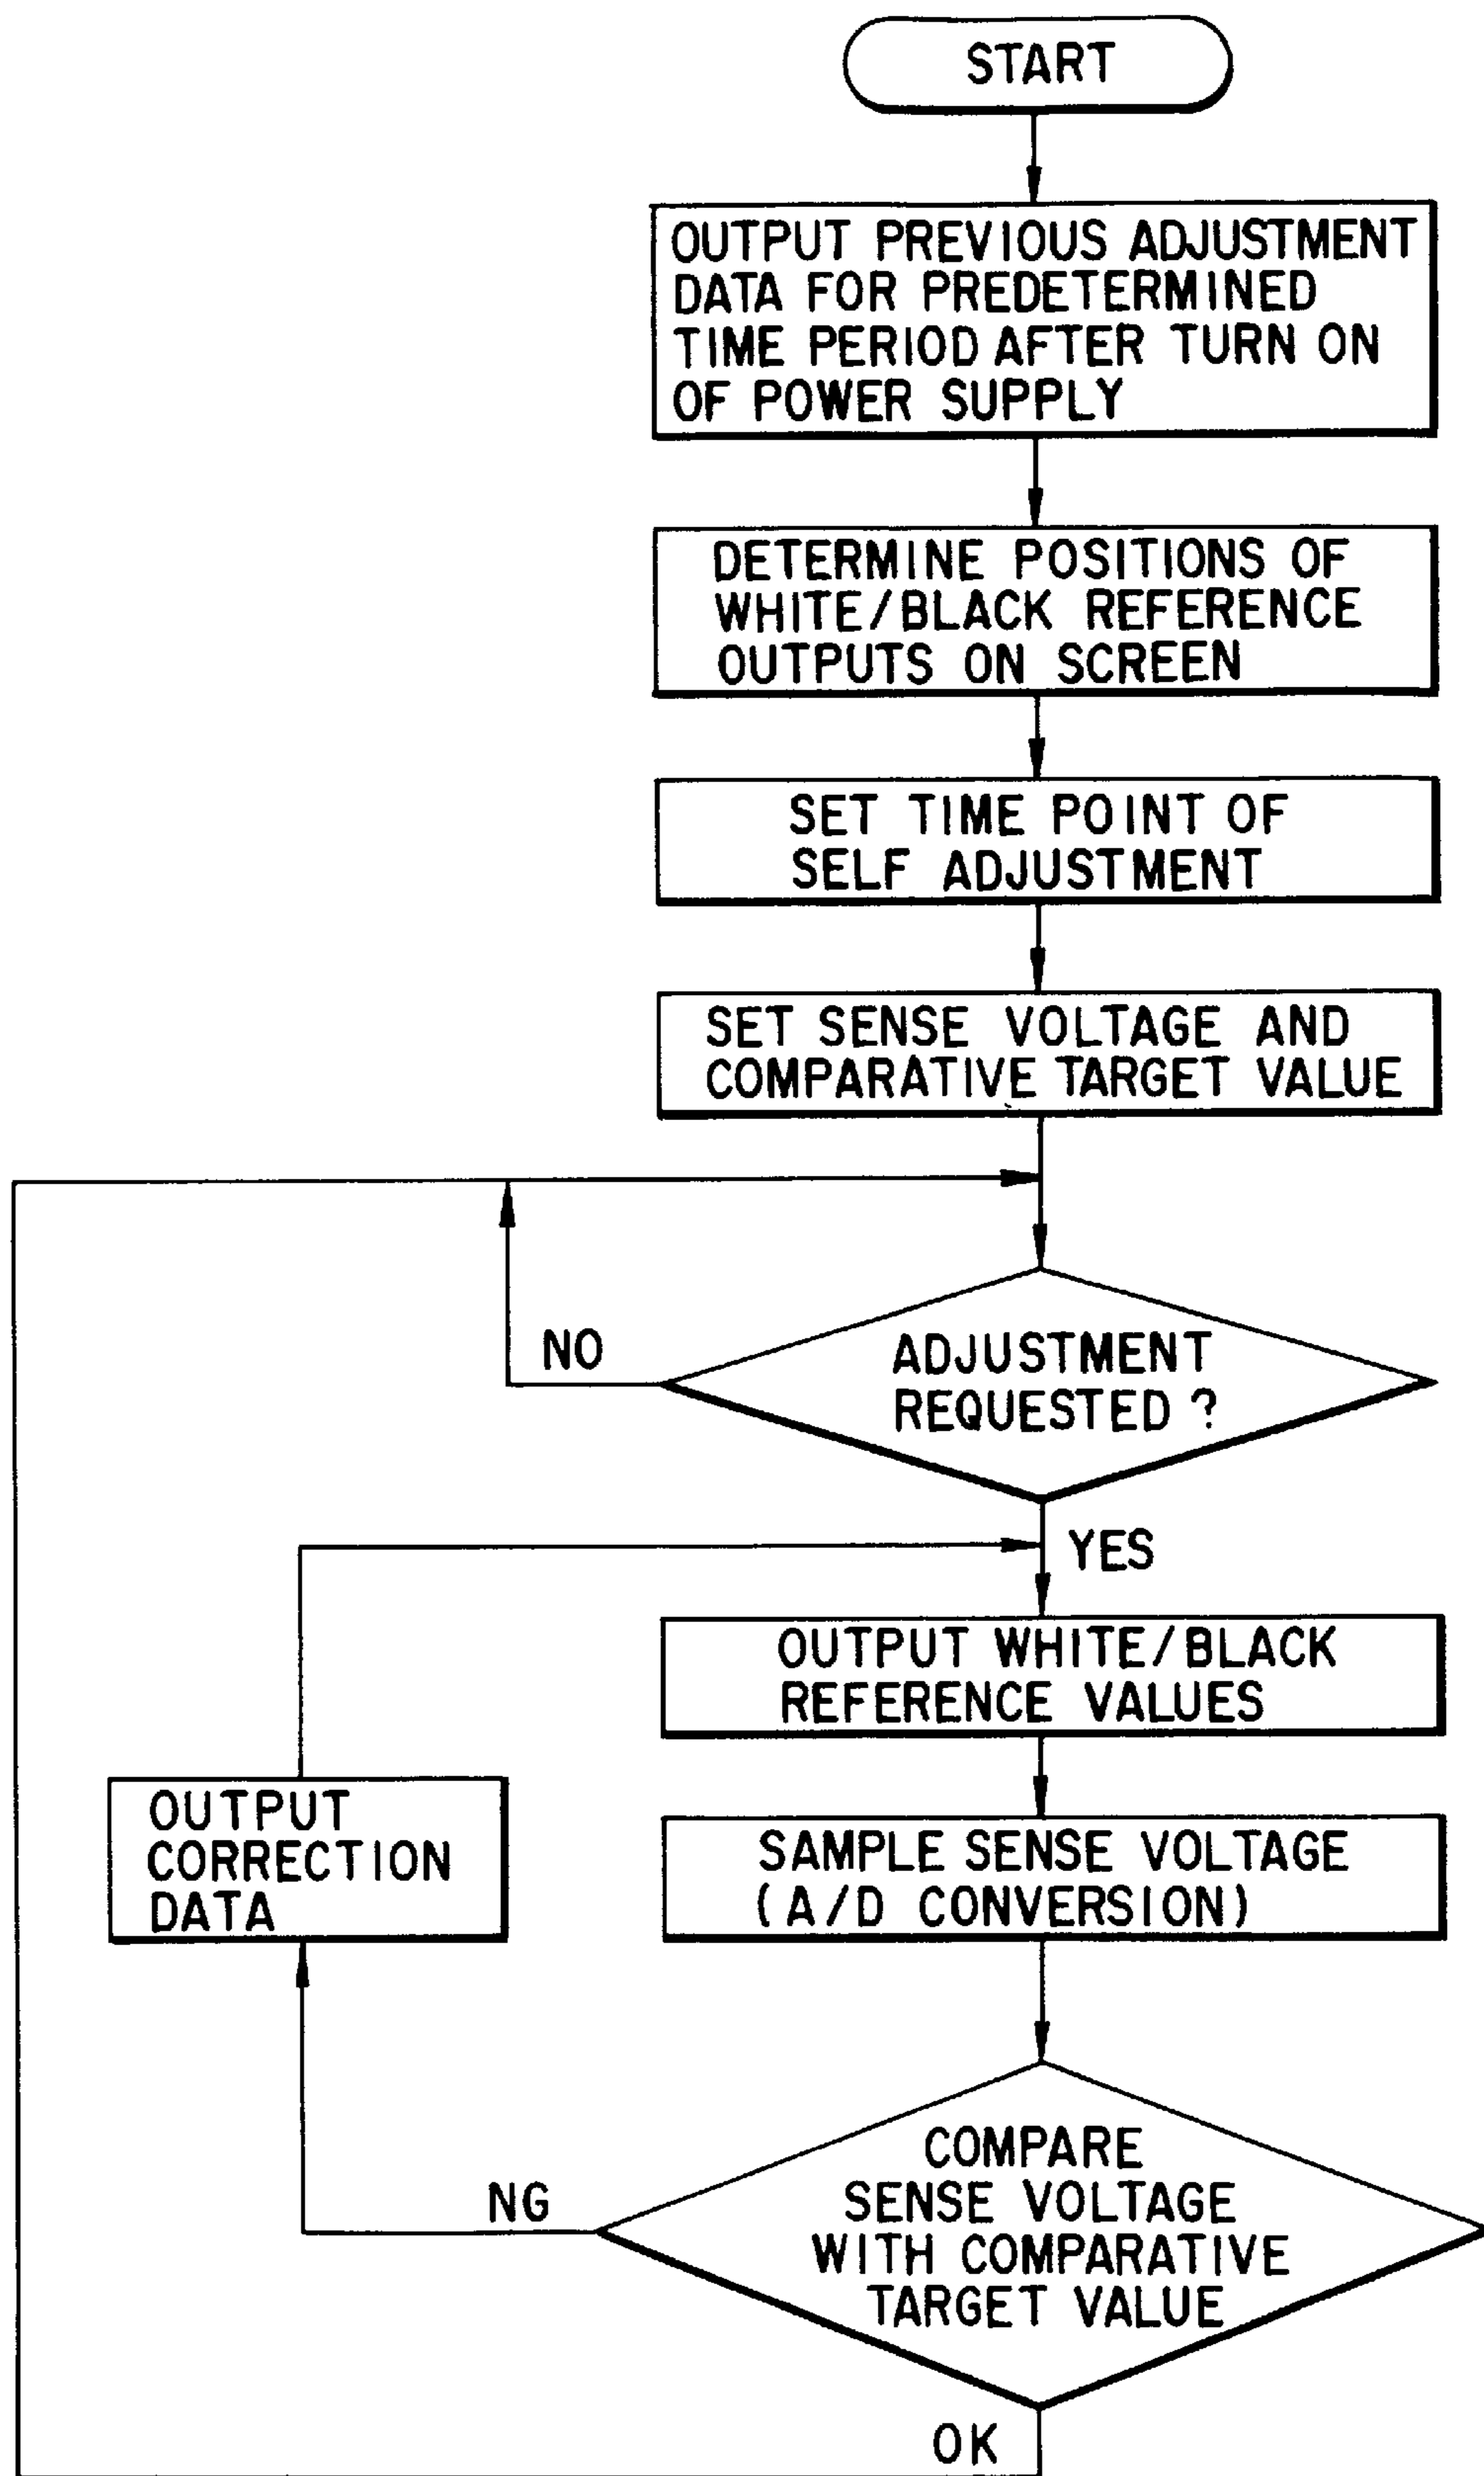 START
OUTPUT PREVIOUS ADJUSTMENT
DATA FOR PREDETERMINED
TIME PERIOD AFTER TURN ON
OF POWER SUPPLY
DETERMINE POSITIONS OF
WHITE/BLACK REFERENCE
OUTPUTS ON SCREEN
SET TIME POINT OF
SELF ADJUSTMENT
SET SENSE VOLTAGE AND
COMPARATIVE TARGET VALUE
NO
ADJUSTMENT
REQUESTED ?
YES
OUTPUT WHITE/BLACK
REFERENCE VALUES
OUTPUT
CORRECTION
DATA
SAMPLE SENSE VOLTAGE
(A/D CONVERSION)
NG
COMPARE
SENSE VOLTAGE
WITH COMPARATIVE
TARGET VALUE
OK